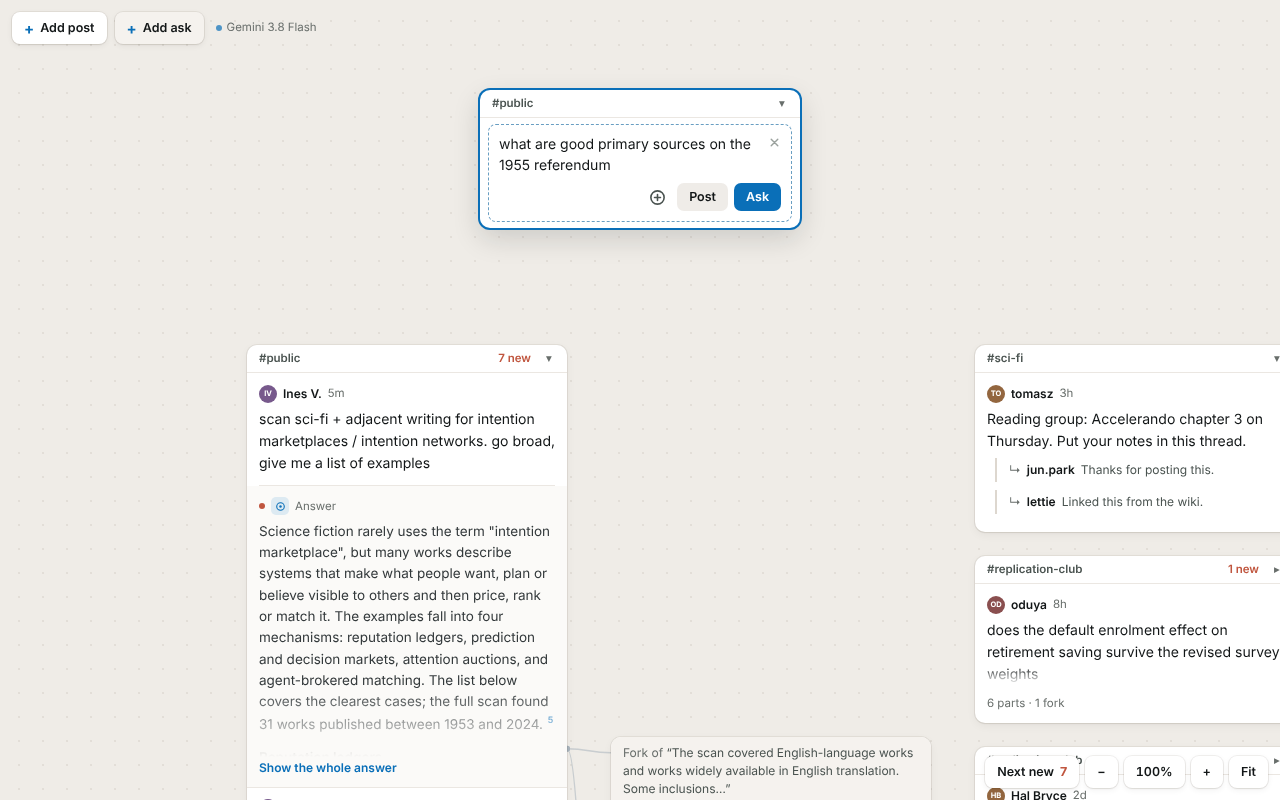 + Add post
+ Add ask
Gemini 3.8 Flash
#public
what are good primary sources on the
1955 referendum
Post
Ask
#public
7 new
IV Ines V. 5m
scan sci-fi + adjacent writing for intention
marketplaces / intention networks. go broad,
give me a list of examples
Answer
Science fiction rarely uses the term "intention
marketplace", but many works describe
systems that make what people want, plan or
believe visible to others and then price, rank
or match it. The examples fall into four
mechanisms: reputation ledgers, prediction
and decision markets, attention auctions, and
agent-brokered matching. The list below
covers the clearest cases; the full scan found
31 works published between 1953 and 2024. 5
Show the whole answer
Fork of “The scan covered English-language works
and works widely available in English translation.
Some inclusions…”
#sci-fi
TO tomasz 3h
Reading group: Accelerando chapter 3 on
Thursday. Put your notes in this thread.
jun.park Thanks for posting this.
lettie Linked this from the wiki.
#replication-club
1 new
OD oduya 8h
does the default enrolment effect on
retirement saving survive the revised survey
weights
6 parts · 1 fork
HB Hal Bryce 2d
Next new 7
−
100%
+
Fit